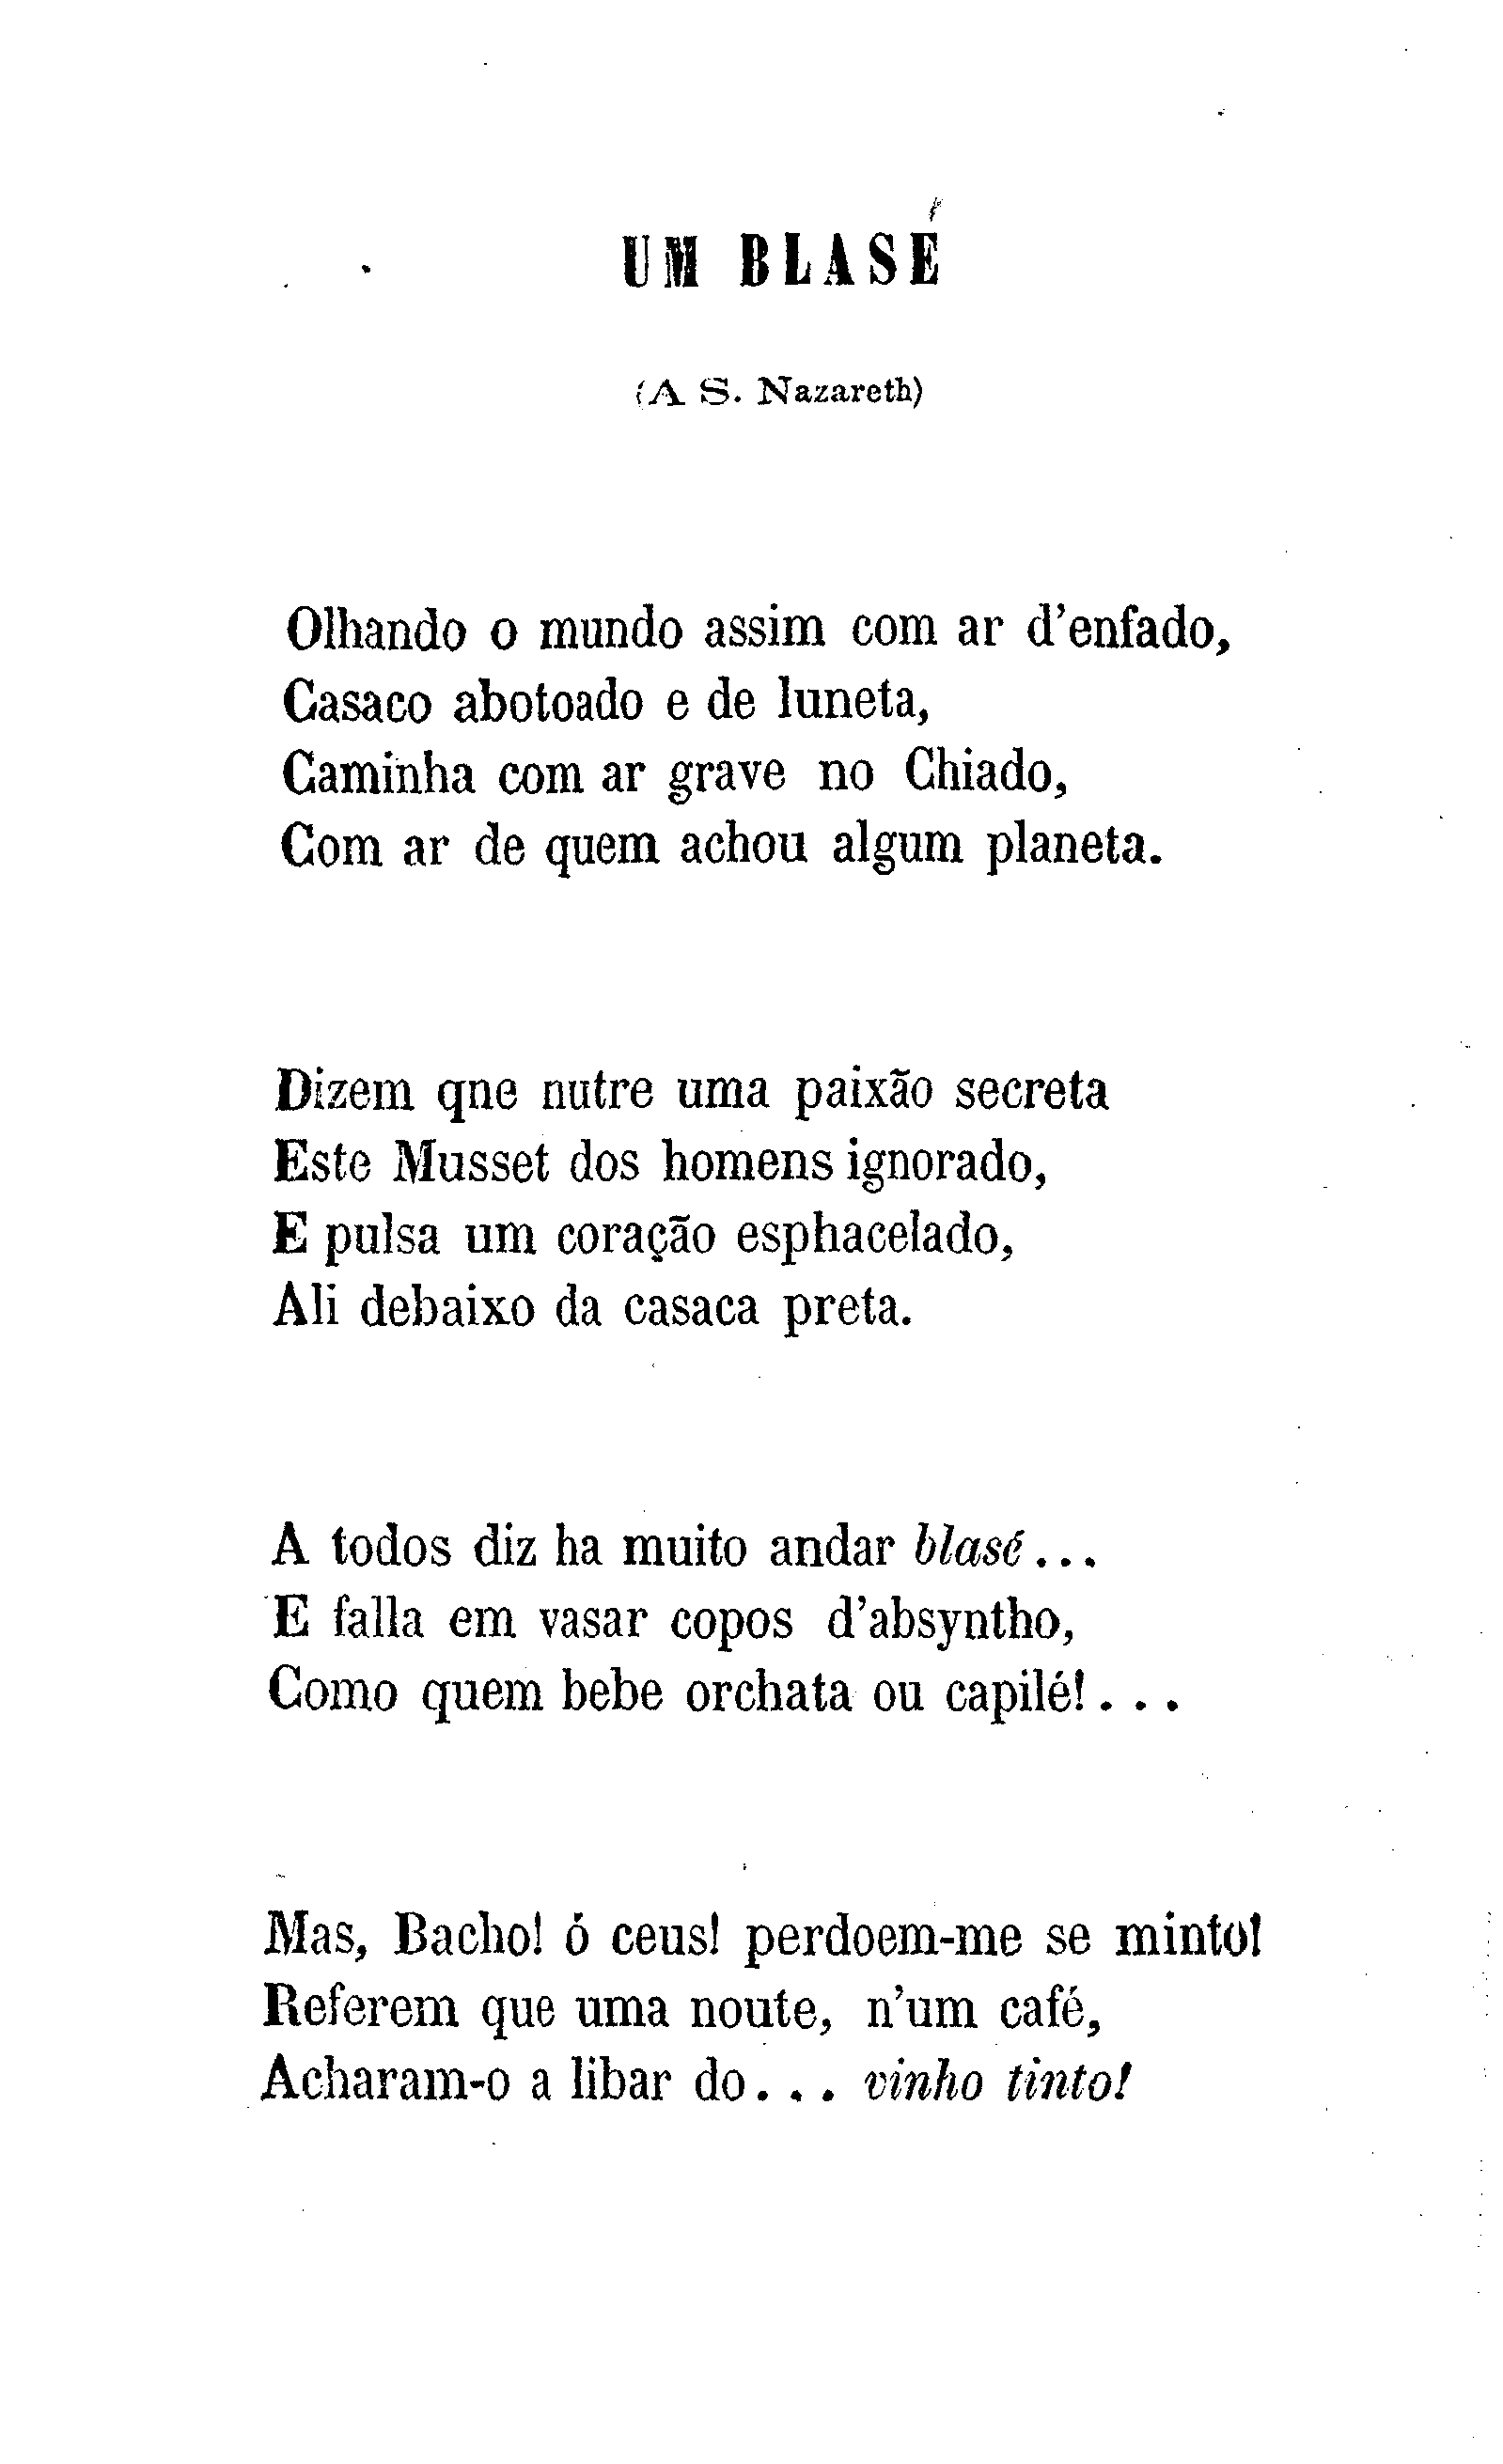 UM BLASÉ
(A S. Nazareth)
Olhando o mundo assim com ar d'enfado,
Casaco abotoado e de luneta,
Caminha com ar grave no Chiado,
Com ar de quem achou algum planeta.
Dizem qne nutre uma paixão secreta
Este Musset dos homens ignorado,
E pulsa um coração esphacelado,
Ali debaixo da casaca preta.
A todos diz ha muito andar blasé...
E falla em vasar copos d'absyntho,
Como quem bebe orchata ou capilé!...
Mas, Bacho! ó ceus! perdoem-me se minto!
Referem que uma noute, n'um café,
Acharam-o a libar do... vinho tinto!